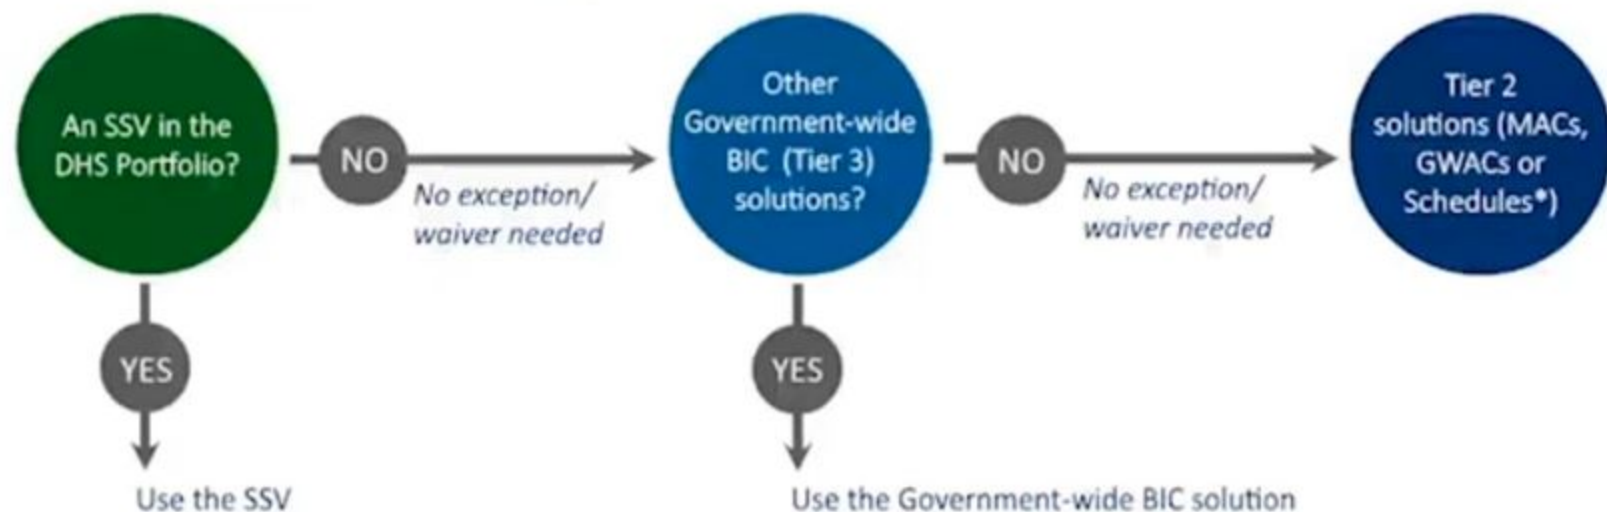 An SSV in the
DHS Portfolio?
NO
No exception/
waiver needed
Other
Government-wide
BIC (Tier 3)
solutions?
NO
No exception/
waiver needed
Tier 2
solutions (MACs,
GWACs or
Schedules*)
YES
Use the SSV
YES
Use the Government-wide BIC solution